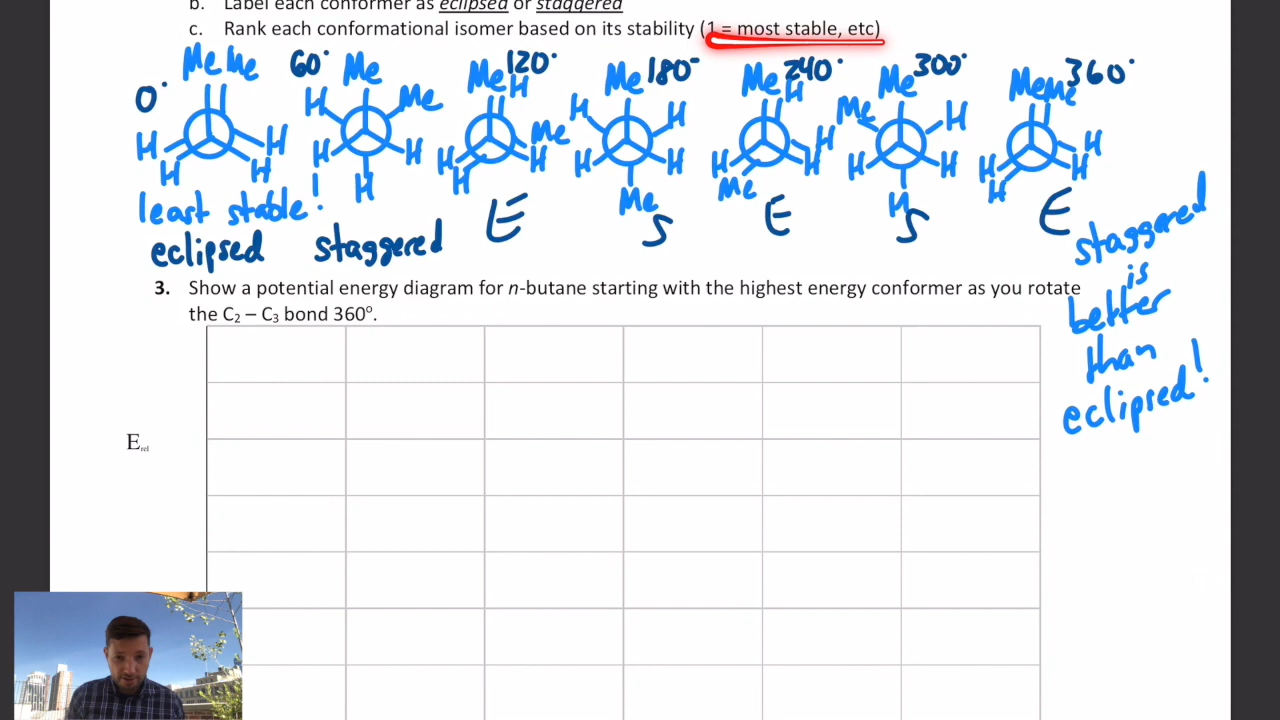 b. Label each conformer as eclipsed or staggered
c. Rank each conformational isomer based on its stability (1 = most stable, etc)
0° 60° 120° 180° 240° 300° 360°
Me Me Me Me H Me Me H Me Me Me
H H H H
H Me H H H
H H H Me H H
H H H H
Me H Me H H H
H H Me H H
H Me H H H
H H H H
least stable!
eclipsed staggered E S E S E
staggered
is
better
than
eclipsed!
3. Show a potential energy diagram for n-butane starting with the highest energy conformer as you rotate
the C2 – C3 bond 360°.
Erel